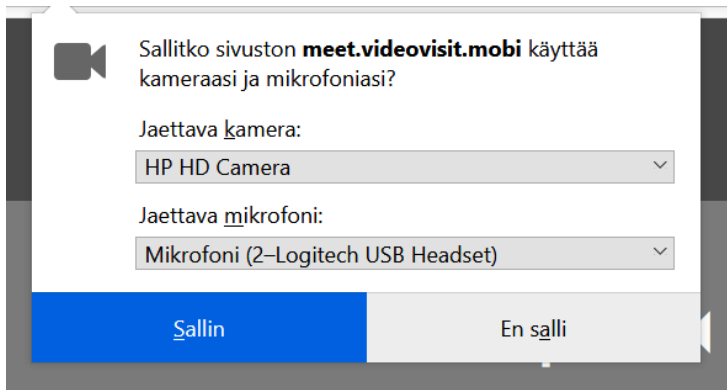 Sallitko sivuston meet.videovisit.mobi käyttää
kameraasi ja mikrofoniasi?
Jaettava kamera:
HP HD Camera
Jaettava mikrofoni:
Mikrofoni (2–Logitech USB Headset)
Sallin
En salli